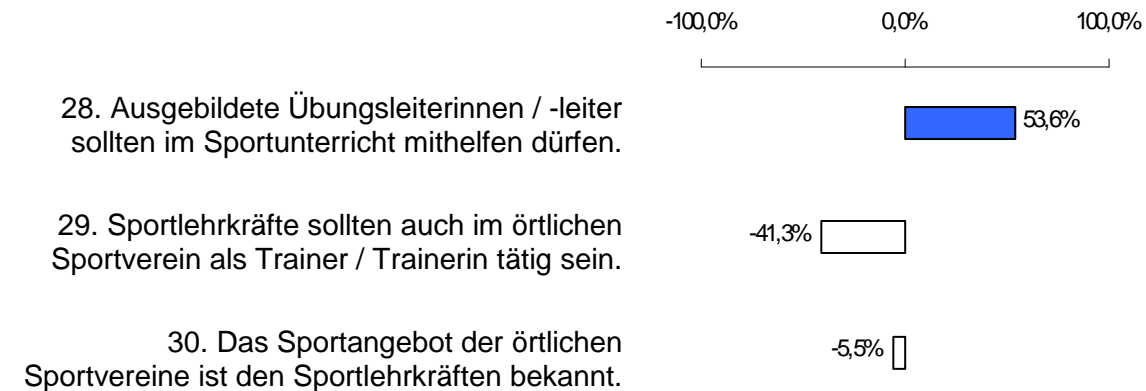 -100,0% 0,0% 100,0%
28. Ausgebildete Übungsleiterinnen / -leiter
sollten im Sportunterricht mithelfen dürfen.
53,6%
29. Sportlehrkräfte sollten auch im örtlichen
Sportverein als Trainer / Trainerin tätig sein.
-41,3%
30. Das Sportangebot der örtlichen
Sportvereine ist den Sportlehrkräften bekannt.
-5,5%